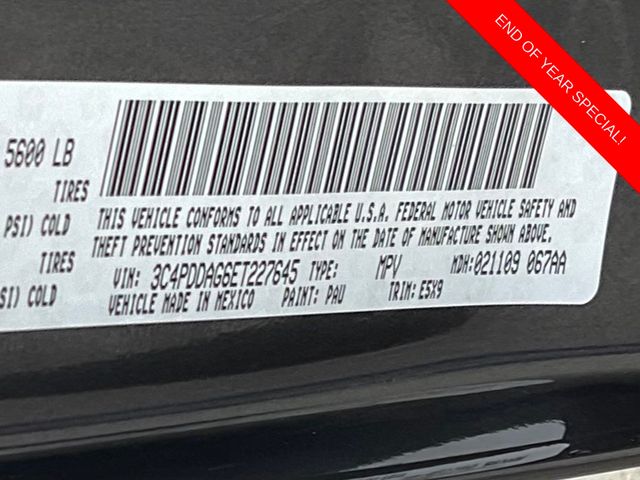 END OF YEAR SPECIAL!
5600 LB
TIRES
PSI) COLD
TIRES
SI) COLD
THIS VEHICLE CONFORMS TO ALL APPLICABLE U.S.A. FEDERAL MOTOR VEHICLE SAFETY AND
THEFT PREVENTION STANDARDS IN EFFECT ON THE DATE OF MANUFACTURE SHOWN ABOVE.
VIN: 3C4PDDAG6ET227645 TYPE: MPV MDH:021109 067AA
VEHICLE MADE IN MEXICO PAINT: PAU TRIM: E5X9